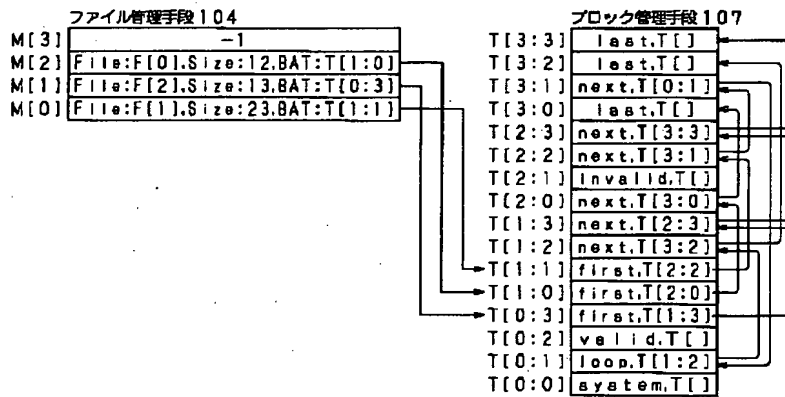 ファイル管理手段104
M[3] -1
M[2] File:F[0].Size:12.BAT:T[1:0]
M[1] File:F[2].Size:13.BAT:T[0:3]
M[0] File:F[1].Size:23.BAT:T[1:1]
ブロック管理手段107
T[3:3] last.T[]
T[3:2] last.T[]
T[3:1] next.T[0:1]
T[3:0] last.T[]
T[2:3] next.T[3:3]
T[2:2] next.T[3:1]
T[2:1] invalid.T[]
T[2:0] next.T[3:0]
T[1:3] next.T[2:3]
T[1:2] next.T[3:2]
T[1:1] first.T[2:2]
T[1:0] first.T[2:0]
T[0:3] first.T[1:3]
T[0:2] valid.T[]
T[0:1] loop.T[1:2]
T[0:0] system.T[]